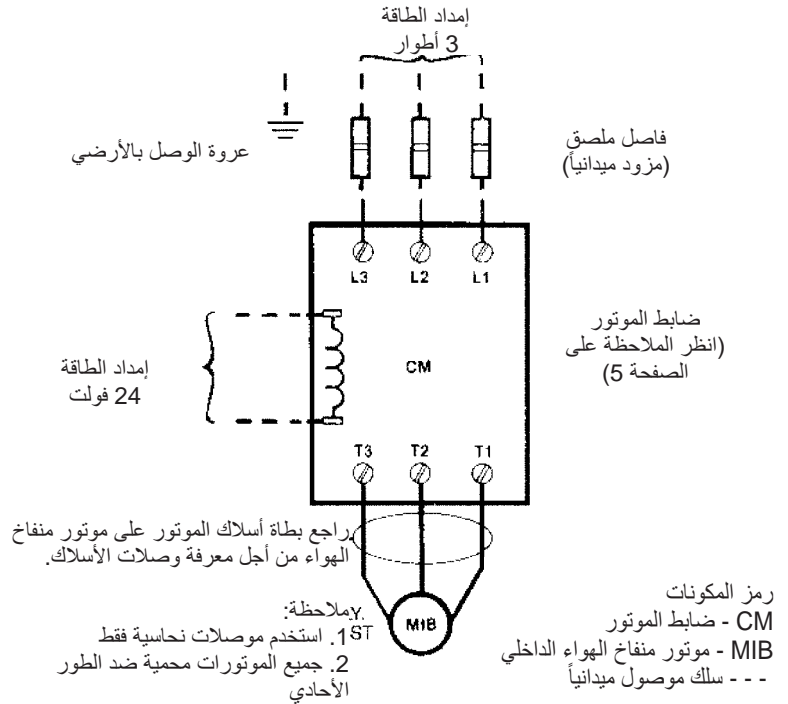 إمداد الطاقة
3 أطوار
عروة الوصل بالأرضي
فاصل ملصق
(مزود ميدانياً)
L3 L2 L1
ضابط الموتور
(انظر الملاحظة على
الصفحة 5)
CM
إمداد الطاقة
24 فولت
T3 T2 T1
راجع بطاة أسلاك الموتور على موتور منفاخ
الهواء من أجل معرفة وصلات الأسلاك.
MIB
Y.
ST
ملاحظة:
1. استخدم موصلات نحاسية فقط
2. جميع الموتورات محمية ضد الطور
الأحادي
رمز المكونات
CM - ضابط الموتور
MIB - موتور منفاخ الهواء الداخلي
- - - سلك موصول ميدانياً